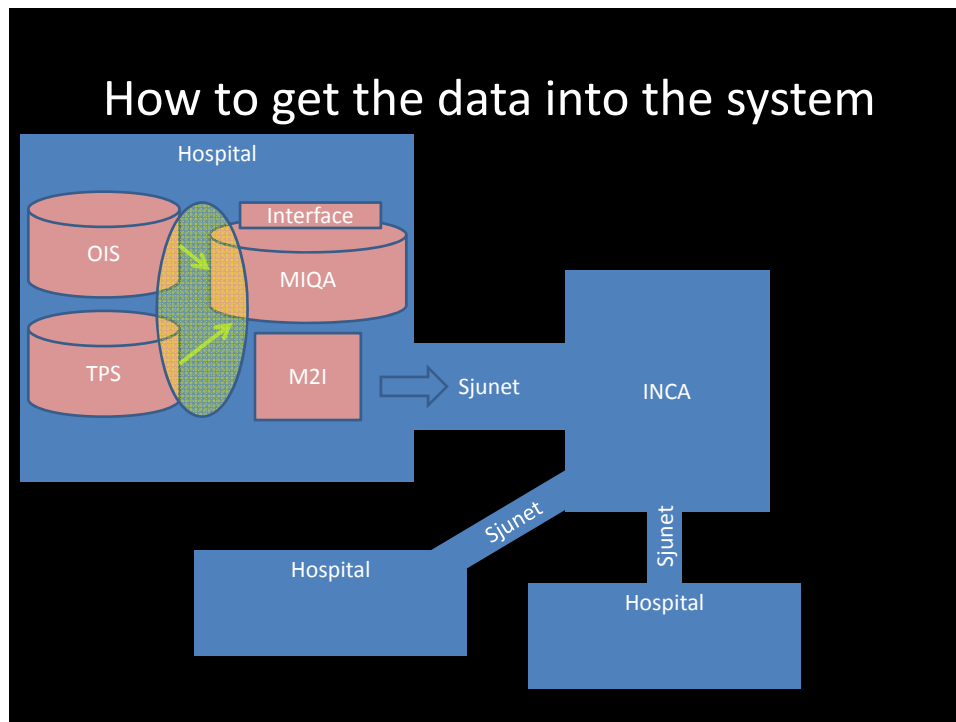 How to get the data into the system
Hospital
Interface
OIS
MIQA
TPS
M2I
Sjunet
INCA
Sjunet
Sjunet
Hospital
Hospital